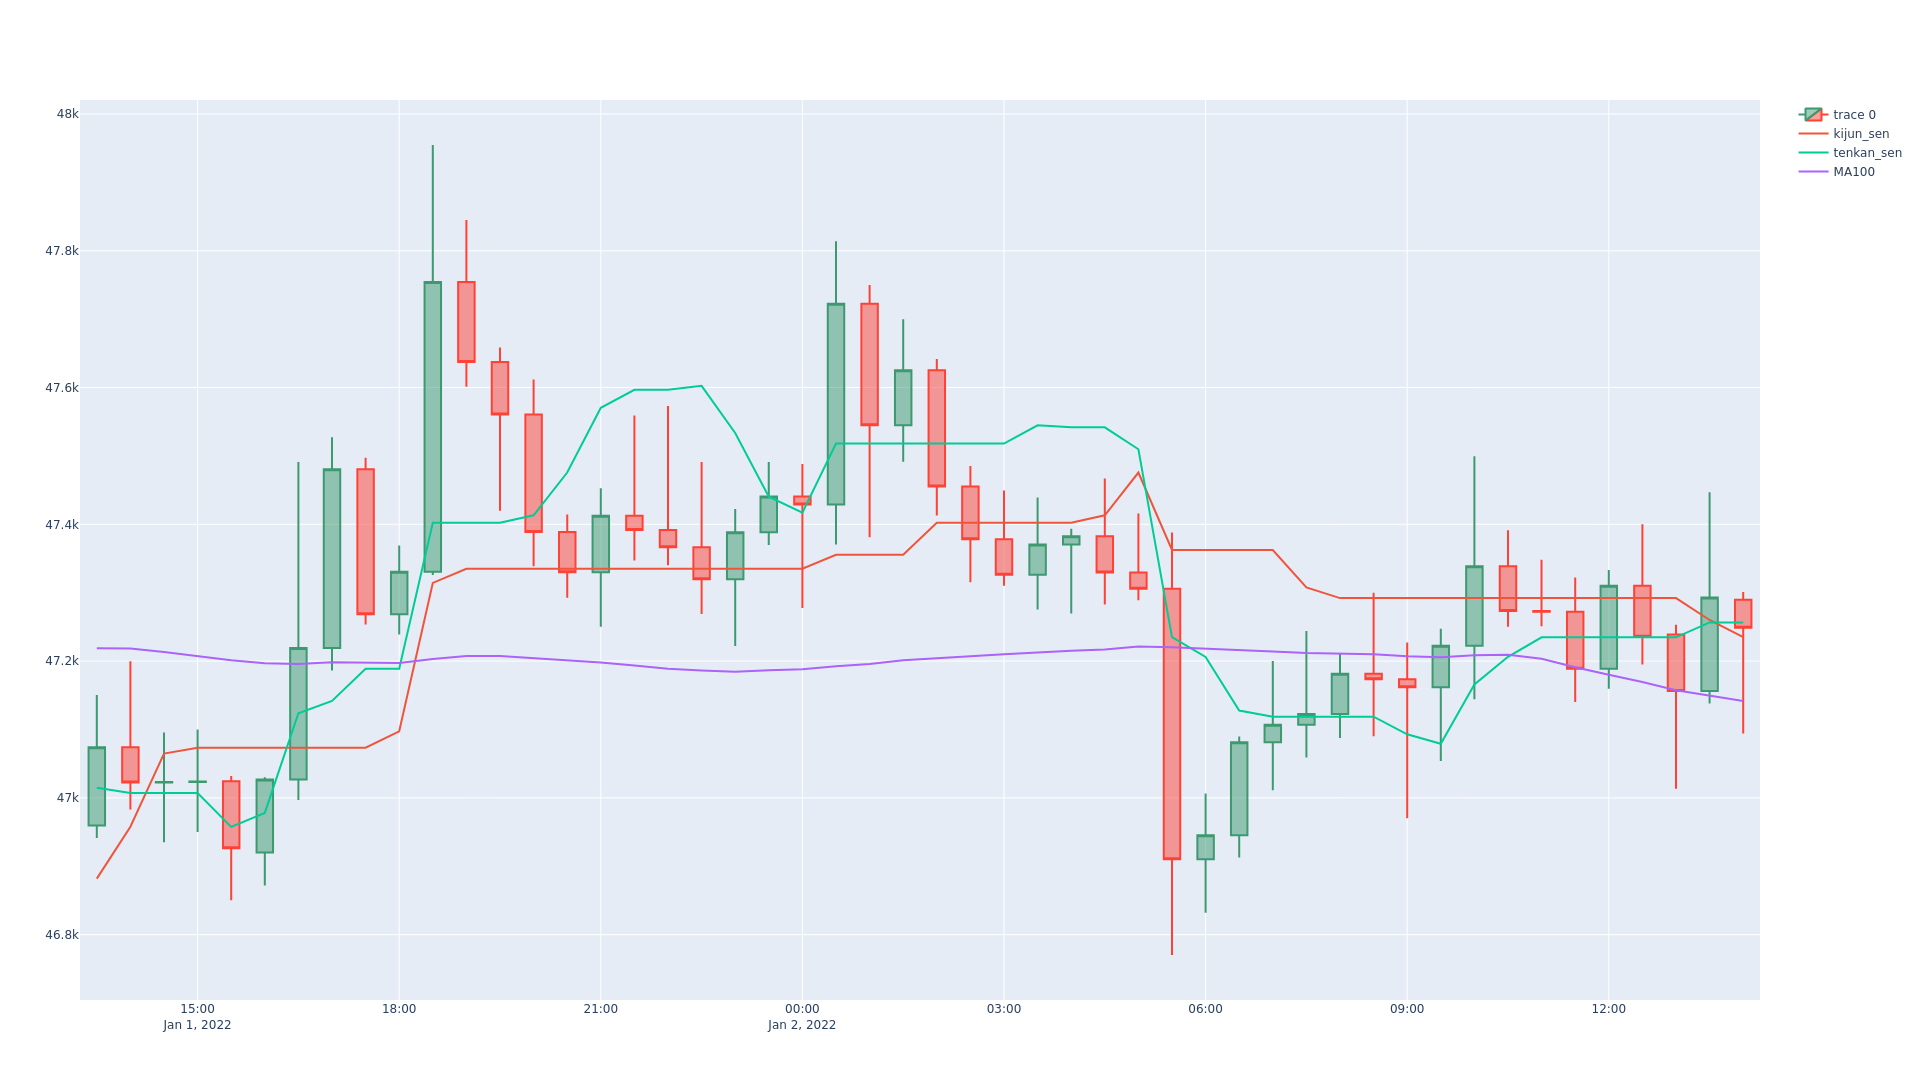 48k
47.8k
47.6k
47.4k
47.2k
47k
46.8k
15:00 18:00 21:00 00:00 03:00 06:00 09:00 12:00
Jan 1, 2022 Jan 2, 2022
trace 0
kijun_sen
tenkan_sen
MA100